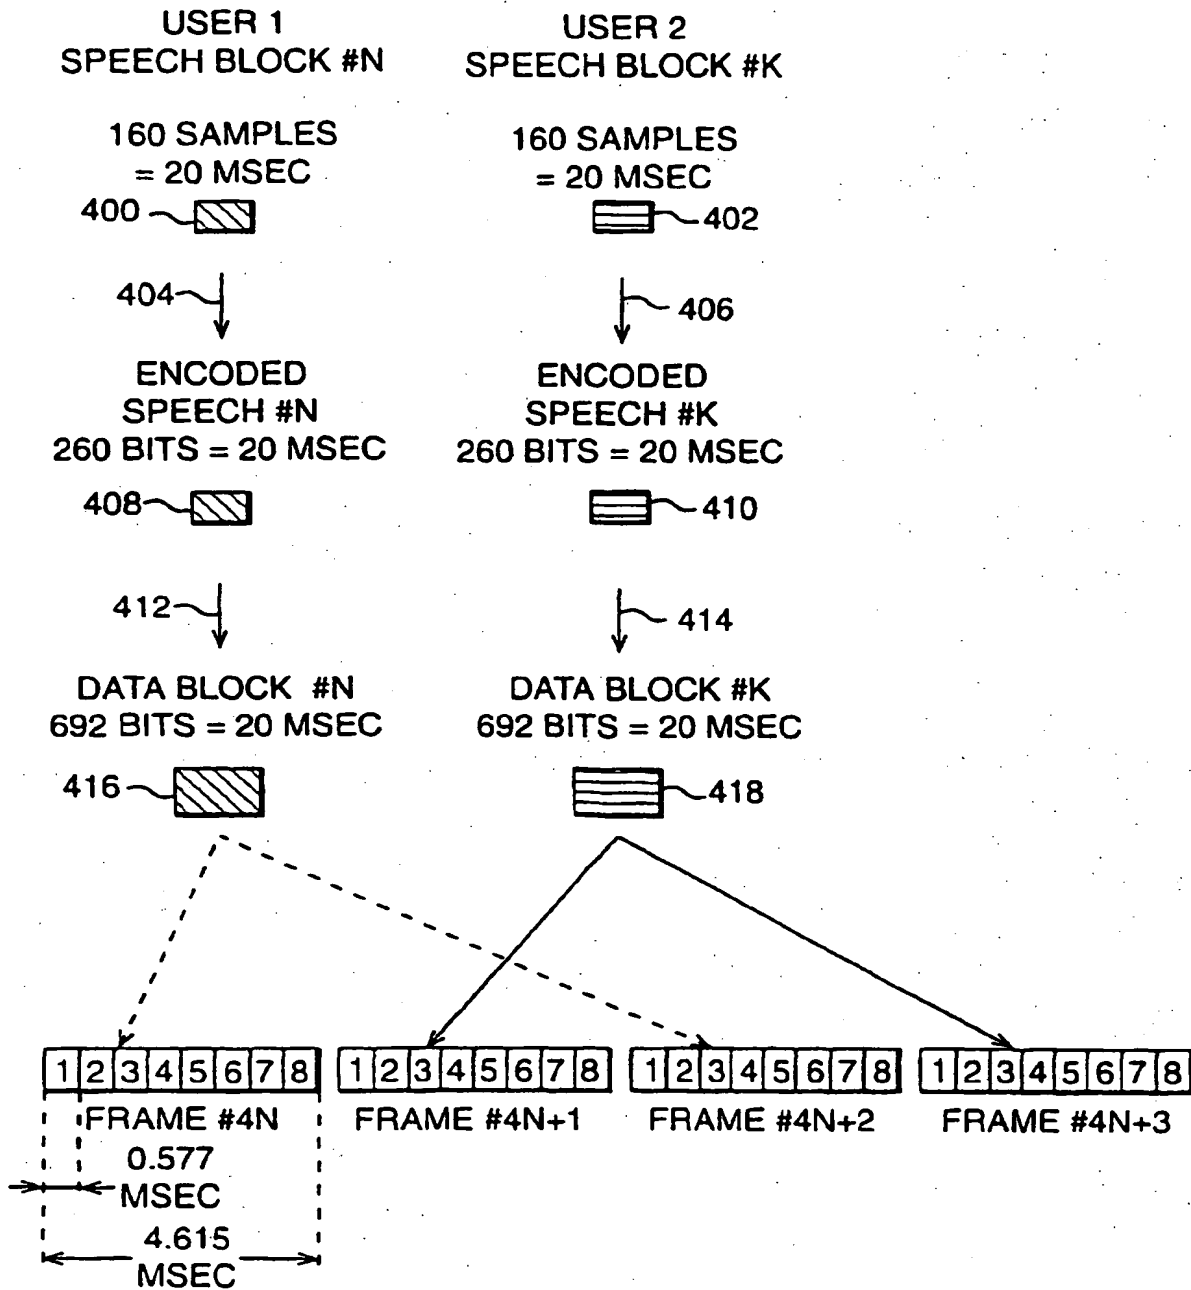 USER 1
SPEECH BLOCK #N
USER 2
SPEECH BLOCK #K
160 SAMPLES
= 20 MSEC
160 SAMPLES
= 20 MSEC
400
402
404
406
ENCODED
SPEECH #N
260 BITS = 20 MSEC
ENCODED
SPEECH #K
260 BITS = 20 MSEC
408
410
412
414
DATA BLOCK #N
692 BITS = 20 MSEC
DATA BLOCK #K
692 BITS = 20 MSEC
416
418
1 2 3 4 5 6 7 8
1 2 3 4 5 6 7 8
1 2 3 4 5 6 7 8
1 2 3 4 5 6 7 8
FRAME #4N
FRAME #4N+1
FRAME #4N+2
FRAME #4N+3
0.577
MSEC
4.615
MSEC